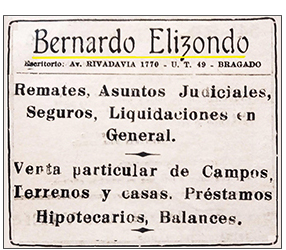 Bernardo Elizondo
Escritorio: Av. RIVADAVIA 1770 - U. T. 49 - BRAGADO
Remates, Asuntos Judiciales,
Seguros, Liquidaciones en
General.
Venta particular de Campos,
Terrenos y casas. Préstamos
Hipotecarios, Balances.